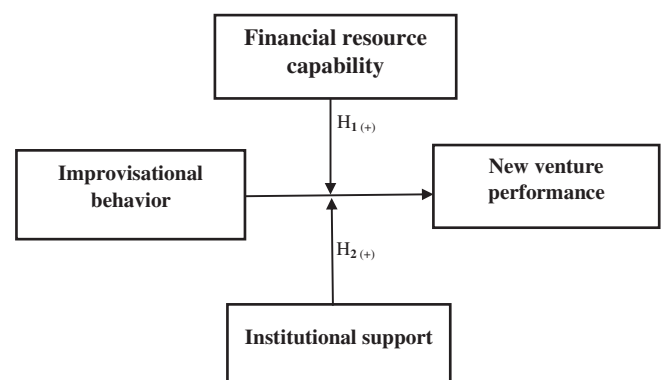 Financial resource
capability
H1 (+)
Improvisational
behavior
New venture
performance
H2 (+)
Institutional support